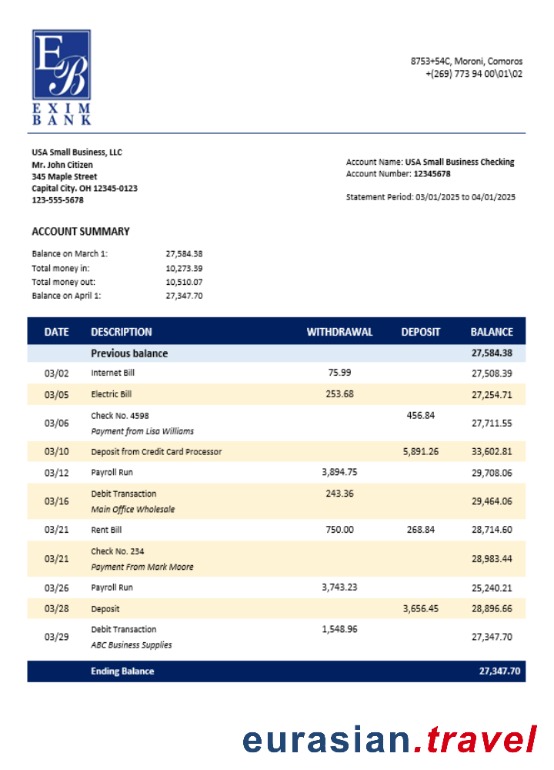 EB
EXIM
BANK
8753+54C, Moroni, Comoros
+(269) 773 94 00\01\02
USA Small Business, LLC
Mr. John Citizen
345 Maple Street
Capital City. OH 12345-0123
123-555-5678
Account Name: USA Small Business Checking
Account Number: 12345678
Statement Period: 03/01/2025 to 04/01/2025
ACCOUNT SUMMARY
Balance on March 1: 27,584.38
Total money in: 10,273.39
Total money out: 10,510.07
Balance on April 1: 27,347.70
DATE DESCRIPTION WITHDRAWAL DEPOSIT BALANCE
Previous balance 27,584.38
03/02 Internet Bill 75.99 27,508.39
03/05 Electric Bill 253.68 27,254.71
03/06 Check No. 4598 456.84 27,711.55
Payment from Lisa Williams
03/10 Deposit from Credit Card Processor 5,891.26 33,602.81
03/12 Payroll Run 3,894.75 29,708.06
03/16 Debit Transaction 243.36 29,464.06
Main Office Wholesale
03/21 Rent Bill 750.00 268.84 28,714.60
03/21 Check No. 234 28,983.44
Payment From Mark Moore
03/26 Payroll Run 3,743.23 25,240.21
03/28 Deposit 3,656.45 28,896.66
03/29 Debit Transaction 1,548.96 27,347.70
ABC Business Supplies
Ending Balance 27,347.70
eurasian.travel